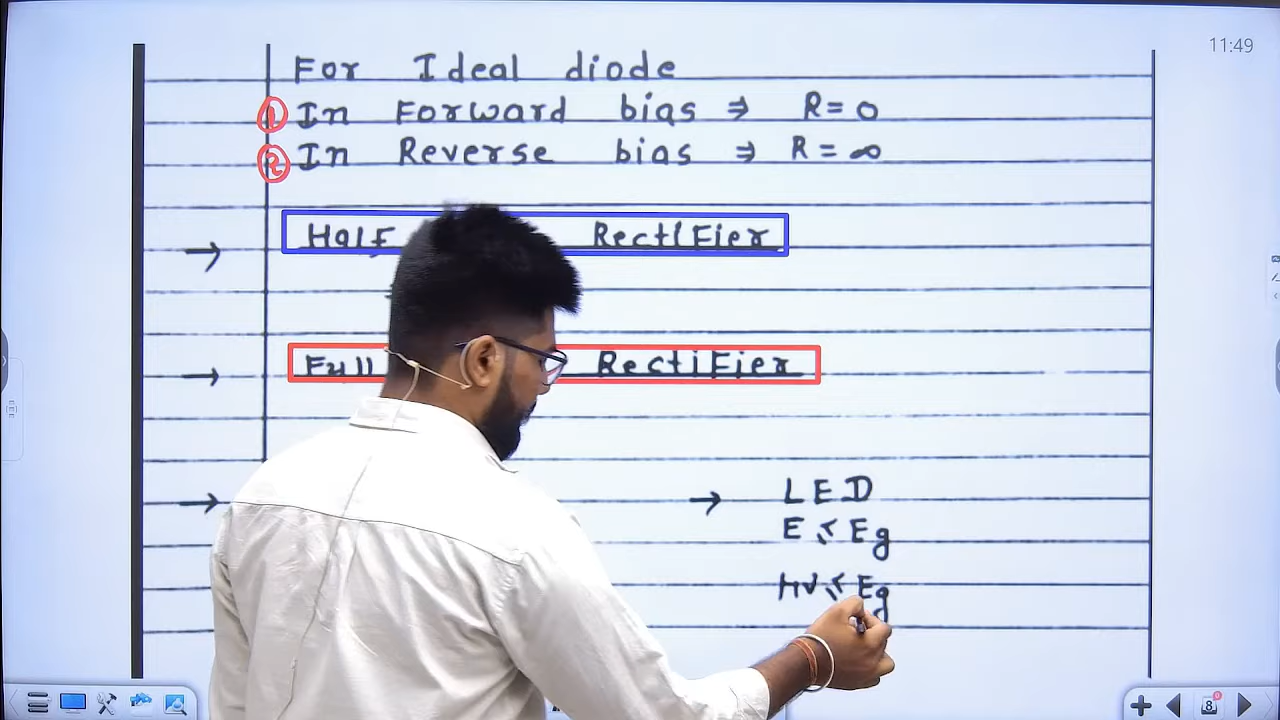 11:49
For Ideal diode
① In Forward bias ⇒ R = 0
② In Reverse bias ⇒ R = ∞
→ Half RectiFier
→ Full RectiFier
→ → LED
E ≤ Eg
Hν ≤ Eg
8